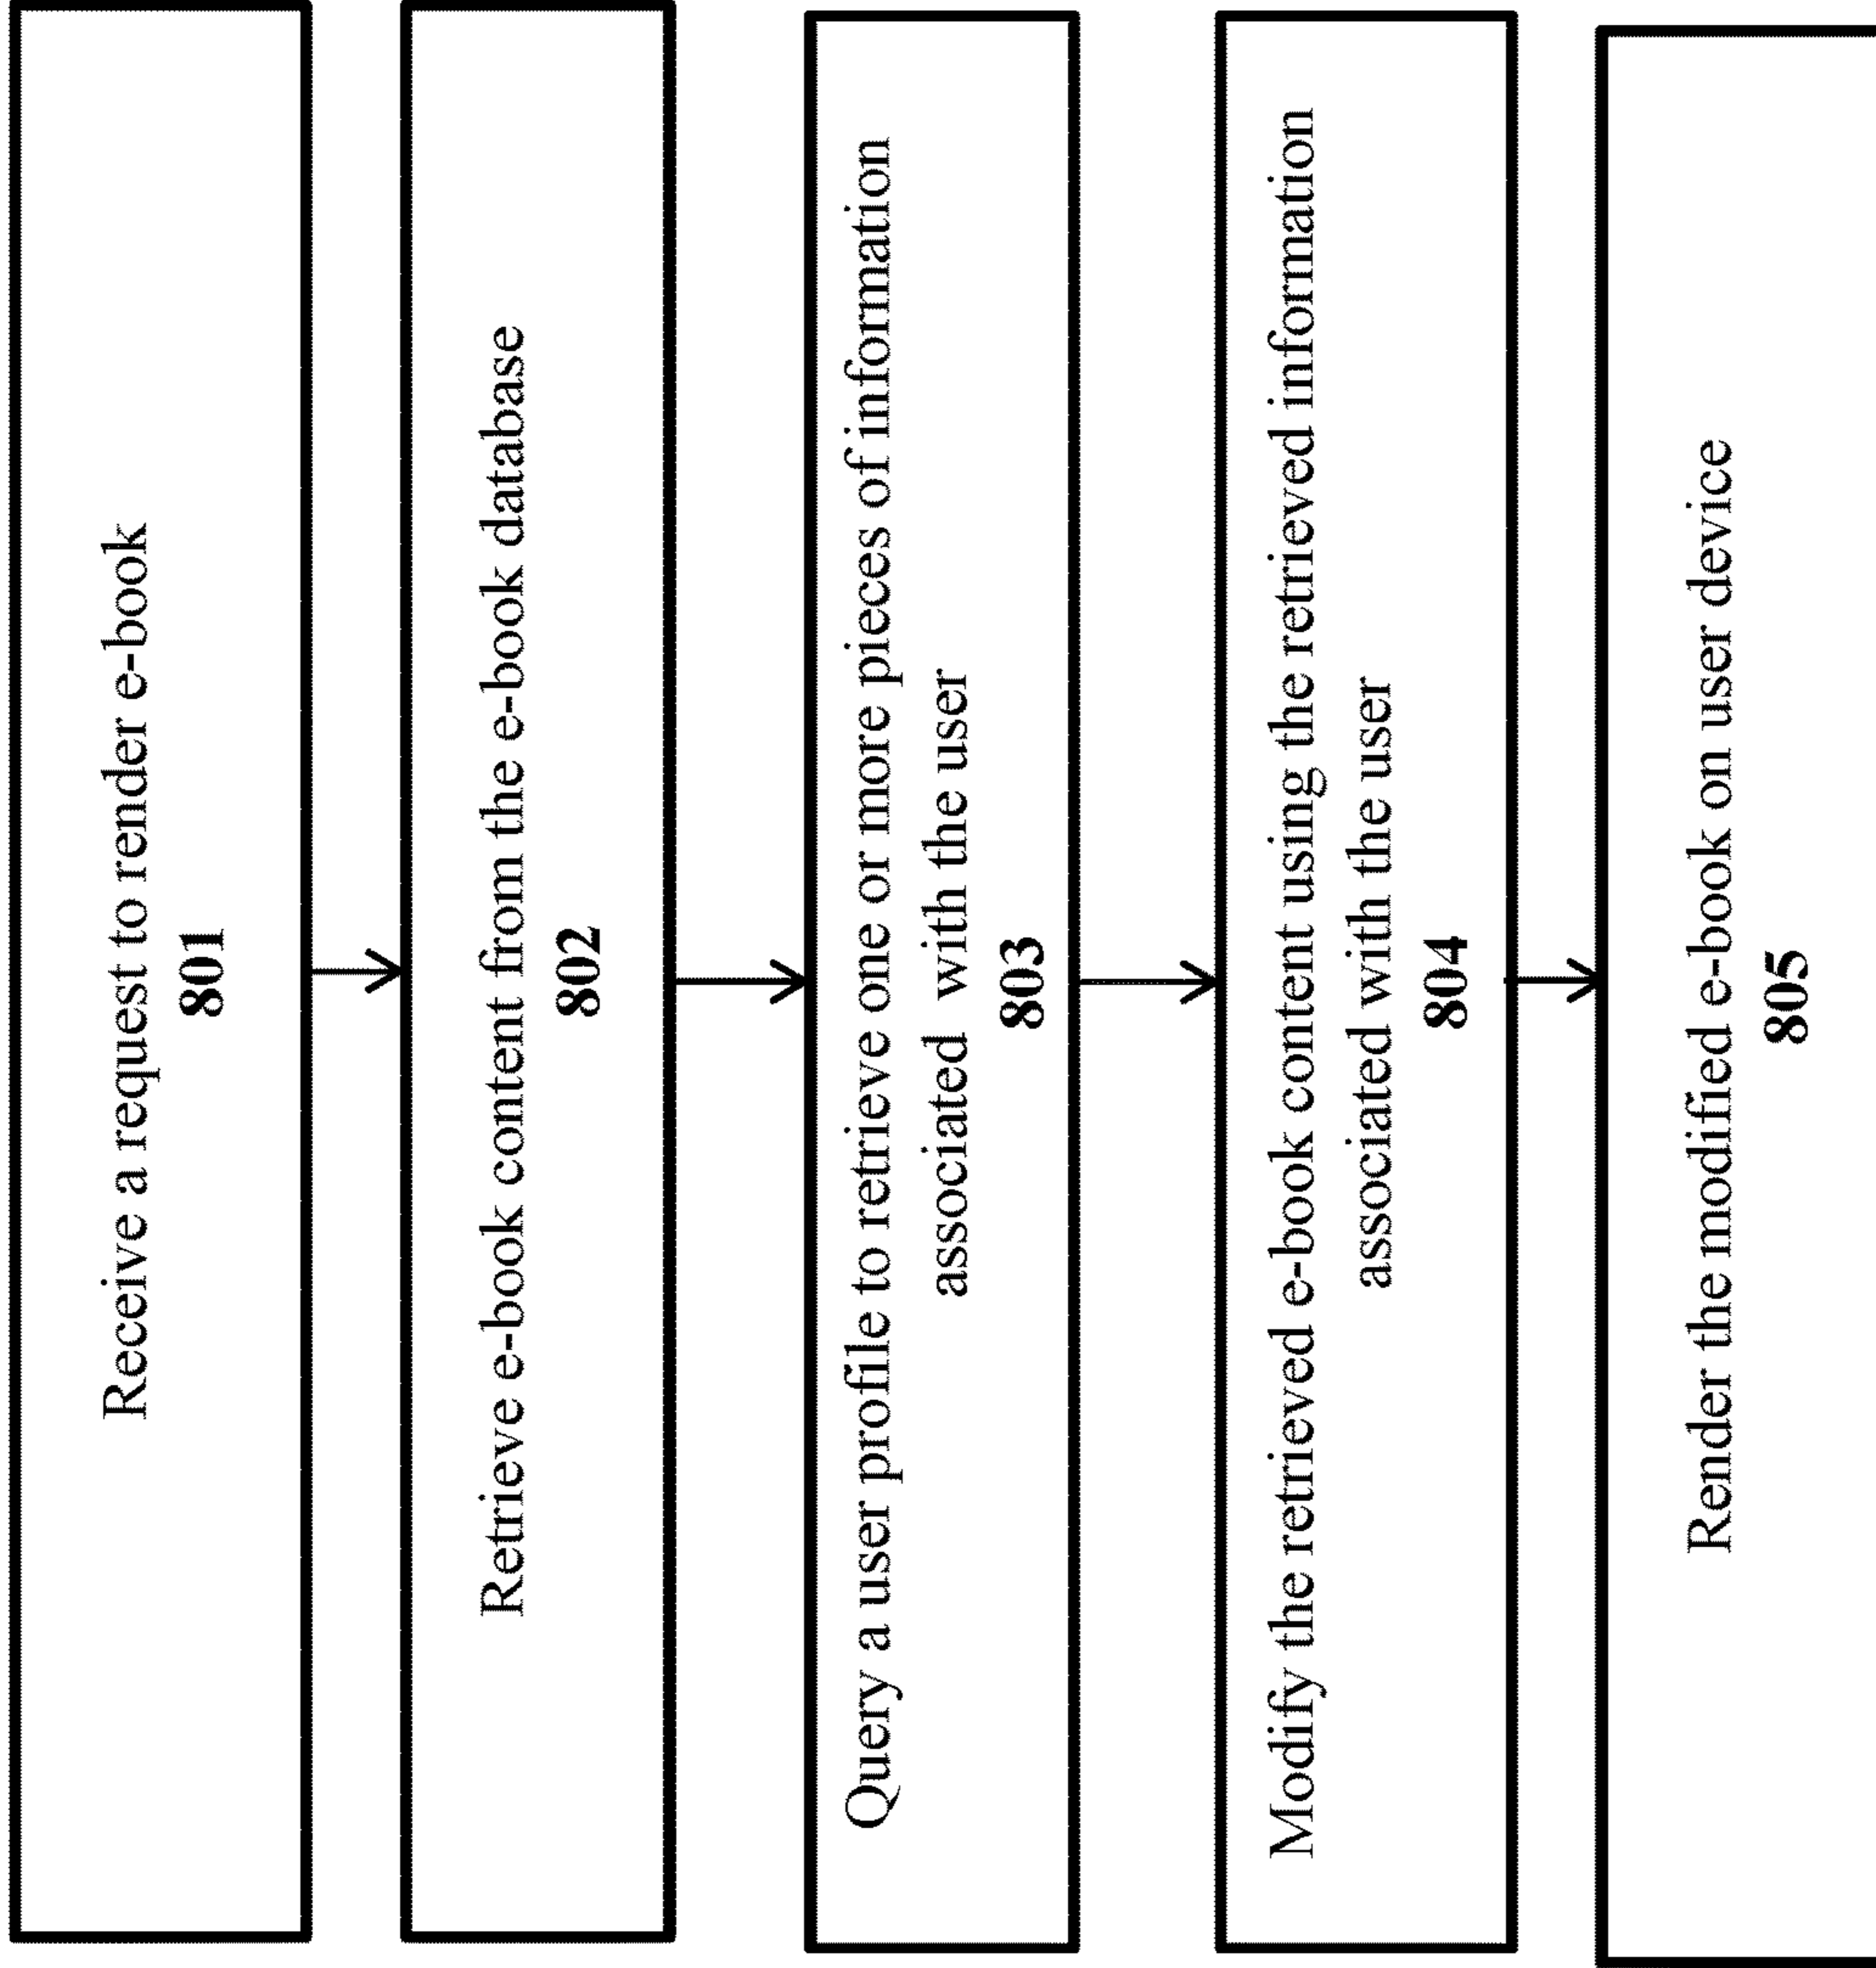 Receive a request to render e-book
801
Retrieve e-book content from the e-book database
802
Query a user profile to retrieve one or more pieces of information
associated with the user
803
Modify the retrieved e-book content using the retrieved information
associated with the user
804
Render the modified e-book on user device
805